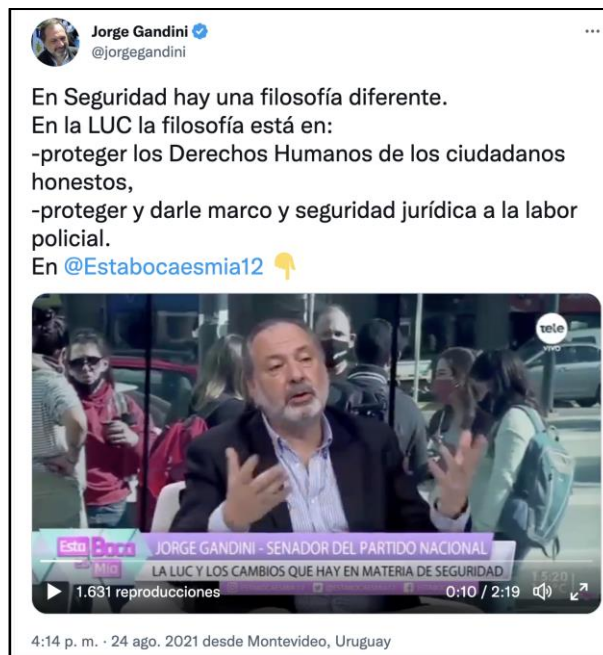 Jorge Gandini
@jorgegandini
En Seguridad hay una filosofía diferente.
En la LUC la filosofía está en:
-proteger los Derechos Humanos de los ciudadanos
honestos,
-proteger y darle marco y seguridad jurídica a la labor
policial.
En @Estabocaesmia12
tele
VIVO
Esta Boca
es Mía
JORGE GANDINI - SENADOR DEL PARTIDO NACIONAL
LA LUC Y LOS CAMBIOS QUE HAY EN MATERIA DE SEGURIDAD
1.631 reproducciones
0:10 / 2:19
4:14 p. m. · 24 ago. 2021 desde Montevideo, Uruguay